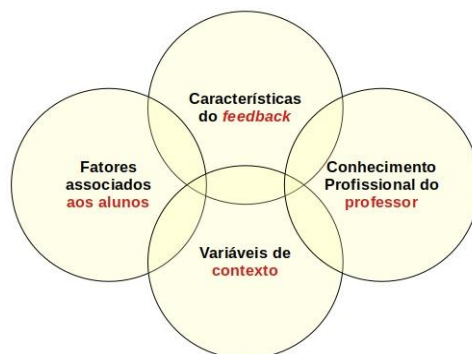 Características
do feedback
Fatores
associados
aos alunos
Conhecimento
Profissional do
professor
Variáveis de
contexto